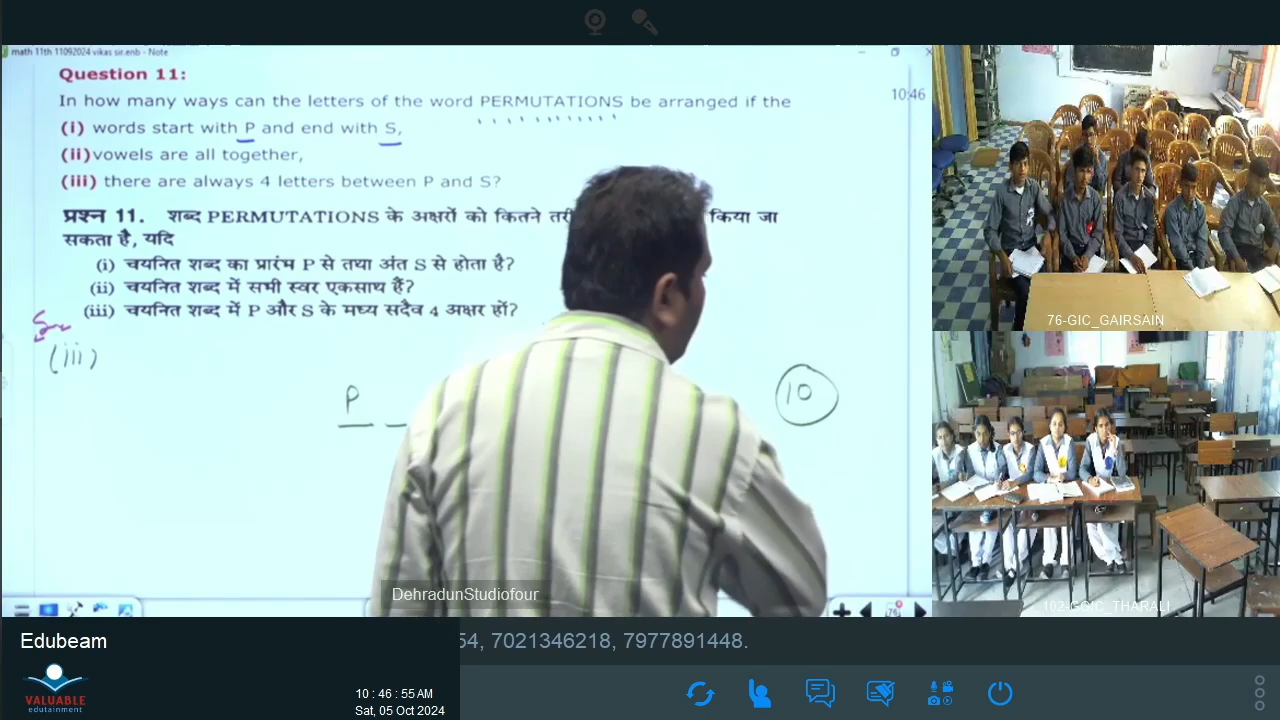 math 11th 11092024 vikas sir.enb - Note
Question 11:
10:46
In how many ways can the letters of the word PERMUTATIONS be arranged if the
(i) words start with P and end with S,
(ii)vowels are all together,
(iii) there are always 4 letters between P and S?
प्रश्न 11. शब्द PERMUTATIONS के अक्षरों को कितने किया जा
सकता है, यदि
(i) चयनित शब्द का प्रारंभ P से तथा अंत S से होता है?
(ii) चयनित शब्द में सभी स्वर एकसाथ हैं?
(iii) चयनित शब्द में P और S के मध्य सदैव 4 अक्षर हों?
(iii)
P
10
76-GIC_GAIRSAIN
102-GGIC_THARALI
DehradunStudiofour
Edubeam
54, 7021346218, 7977891448.
VALUABLE
edutainment
10 : 46 : 55 AM
Sat, 05 Oct 2024